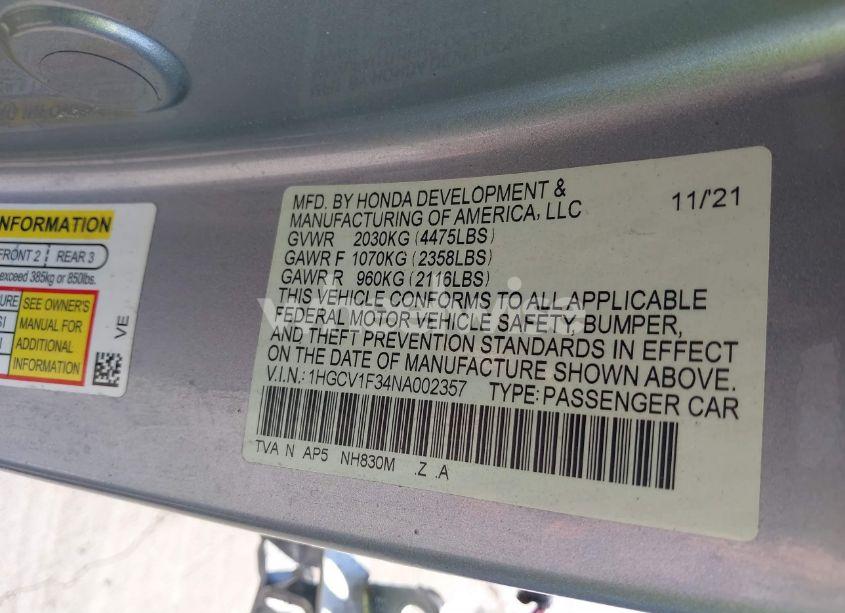 INFORMATION
FRONT 2 REAR 3
exceed 385kg or 850lbs.
SEE OWNER'S
MANUAL FOR
ADDITIONAL
INFORMATION
VE
MFD. BY HONDA DEVELOPMENT & 11/'21
MANUFACTURING OF AMERICA, LLC
GVWR 2030KG (4475LBS)
GAWR F 1070KG (2358LBS)
GAWR R 960KG (2116LBS)
THIS VEHICLE CONFORMS TO ALL APPLICABLE
FEDERAL MOTOR VEHICLE SAFETY, BUMPER,
AND THEFT PREVENTION STANDARDS IN EFFECT
ON THE DATE OF MANUFACTURE SHOWN ABOVE.
V.I.N.: 1HGCV1F34NA002357 TYPE: PASSENGER CAR
TVA N AP5 NH830M .Z .A